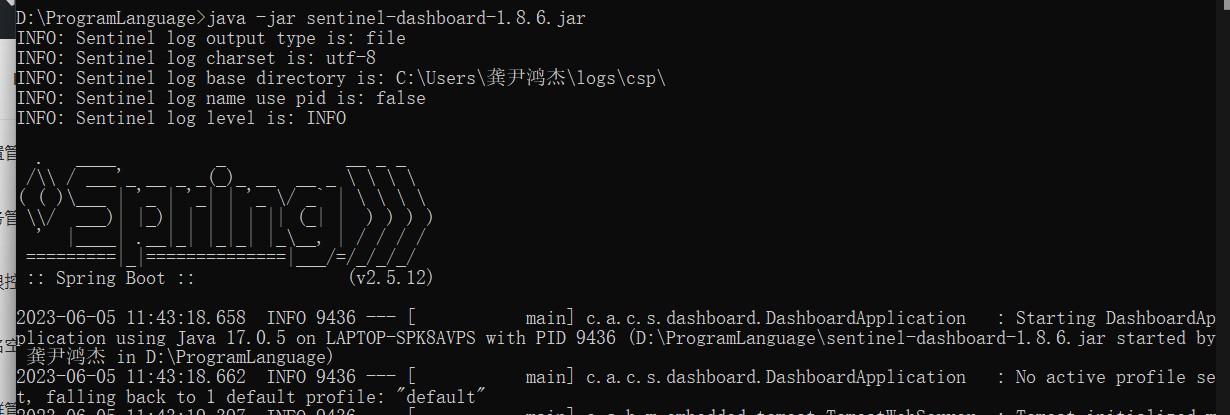 D:\ProgramLanguage>java -jar sentinel-dashboard-1.8.6.jar
INFO: Sentinel log output type is: file
INFO: Sentinel log charset is: utf-8
INFO: Sentinel log base directory is: C:\Users\龚尹鸿杰\logs\csp\
INFO: Sentinel log name use pid is: false
INFO: Sentinel log level is: INFO
:: Spring Boot :: (v2.5.12)
2023-06-05 11:43:18.658  INFO 9436 --- [           main] c.a.c.s.dashboard.DashboardApplication   : Starting DashboardAp
plication using Java 17.0.5 on LAPTOP-SPK8AVPS with PID 9436 (D:\ProgramLanguage\sentinel-dashboard-1.8.6.jar started by
龚尹鸿杰 in D:\ProgramLanguage)
2023-06-05 11:43:18.662  INFO 9436 --- [           main] c.a.c.s.dashboard.DashboardApplication   : No active profile se
t, falling back to 1 default profile: "default"